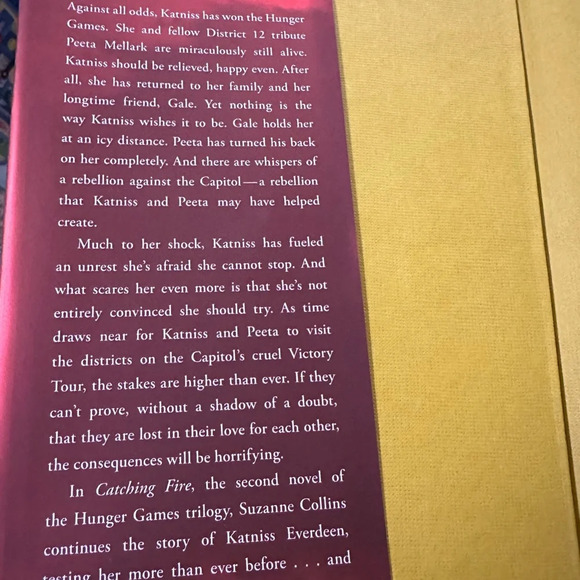 Against all odds, Katniss has won the Hunger
Games. She and fellow District 12 tribute
Peeta Mellark are miraculously still alive.
Katniss should be relieved, happy even. After
all, she has returned to her family and her
longtime friend, Gale. Yet nothing is the
way Katniss wishes it to be. Gale holds her
at an icy distance. Peeta has turned his back
on her completely. And there are whispers of
a rebellion against the Capitol—a rebellion
that Katniss and Peeta may have helped
create.
Much to her shock, Katniss has fueled
an unrest she's afraid she cannot stop. And
what scares her even more is that she's not
entirely convinced she should try. As time
draws near for Katniss and Peeta to visit
the districts on the Capitol's cruel Victory
Tour, the stakes are higher than ever. If they
can't prove, without a shadow of a doubt,
that they are lost in their love for each other,
the consequences will be horrifying.
In Catching Fire, the second novel of
the Hunger Games trilogy, Suzanne Collins
continues the story of Katniss Everdeen,
testing her more than ever before . . . and